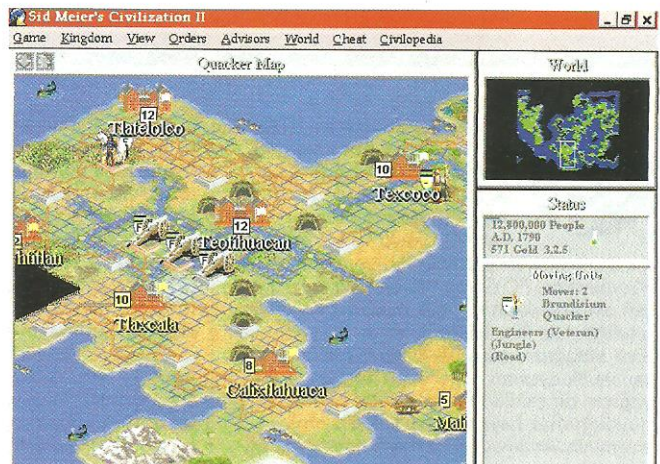 Sid Meier's Civilization II
Game Kingdom View Orders Advisors World Cheat Civilopedia
Quacker Map
World
12
Tlatelolco
10
Texcoco
12
Teotihuacan
F
F
F
10
Tlaxcala
8
Calixtlahuaca
5
Status
12,800,000 People
A.D. 1790
571 Gold 3.2.5
Moving Units
Moves: 2
Brundisium
Quacker
Engineers (Veteran)
(Jungle)
(Road)